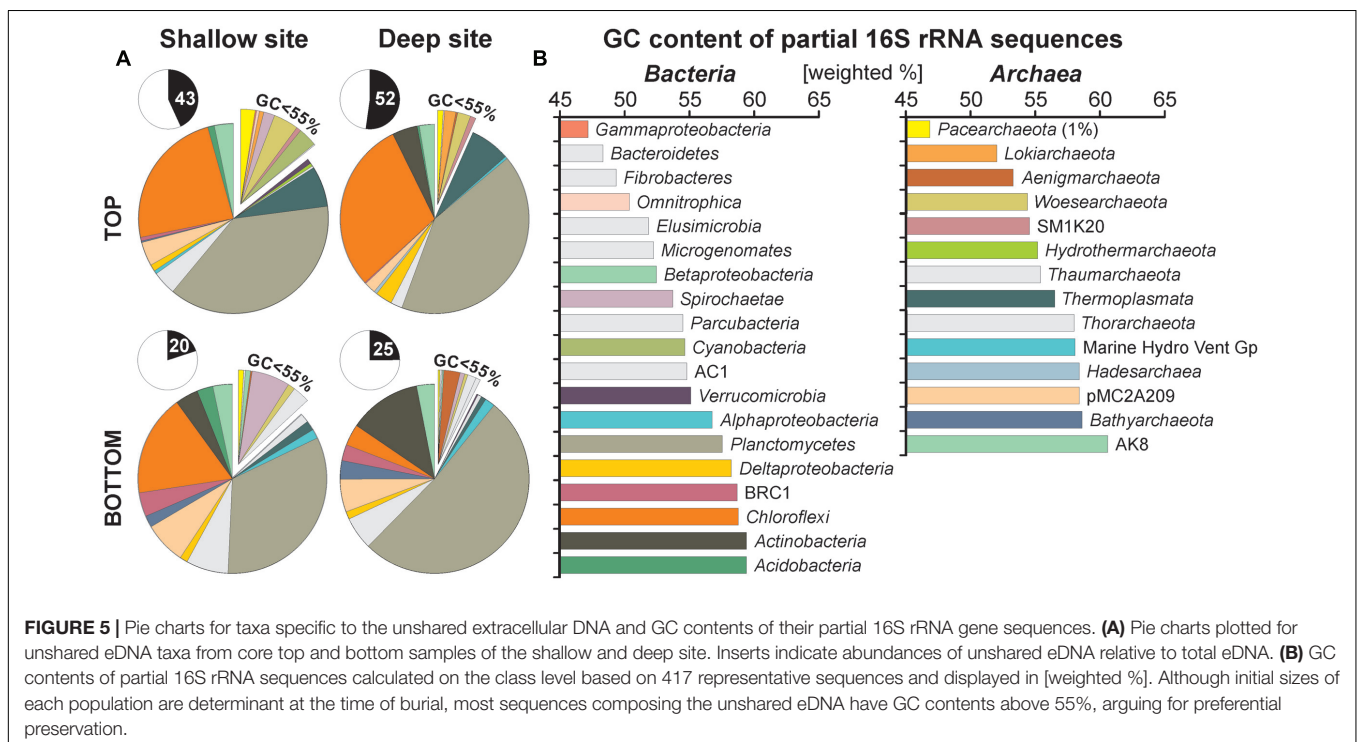 Shallow site
Deep site
GC content of partial 16S rRNA sequences
A
B
Bacteria
[weighted %]
Archaea
45 50 55 60 65
45 50 55 60 65
43
GC<55%
52
GC<55%
TOP
20
GC<55%
25
GC<55%
BOTTOM
Gammaproteobacteria
Bacteroidetes
Fibrobacteres
Omnitrophica
Elusimicrobia
Microgenomates
Betaproteobacteria
Spirochaetae
Parcubacteria
Cyanobacteria
AC1
Verrucomicrobia
Alphaproteobacteria
Planctomycetes
Deltaproteobacteria
BRC1
Chloroflexi
Actinobacteria
Acidobacteria
Pacearchaeota (1%)
Lokiarchaeota
Aenigmarchaeota
Woesearchaeota
SM1K20
Hydrothermarchaeota
Thaumarchaeota
Thermoplasmata
Thorarchaeota
Marine Hydro Vent Gp
Hadesarchaea
pMC2A209
Bathyarchaeota
AK8
FIGURE 5 | Pie charts for taxa specific to the unshared extracellular DNA and GC contents of their partial 16S rRNA gene sequences. (A) Pie charts plotted for
unshared eDNA taxa from core top and bottom samples of the shallow and deep site. Inserts indicate abundances of unshared eDNA relative to total eDNA. (B) GC
contents of partial 16S rRNA sequences calculated on the class level based on 417 representative sequences and displayed in [weighted %]. Although initial sizes of
each population are determinant at the time of burial, most sequences composing the unshared eDNA have GC contents above 55%, arguing for preferential
preservation.